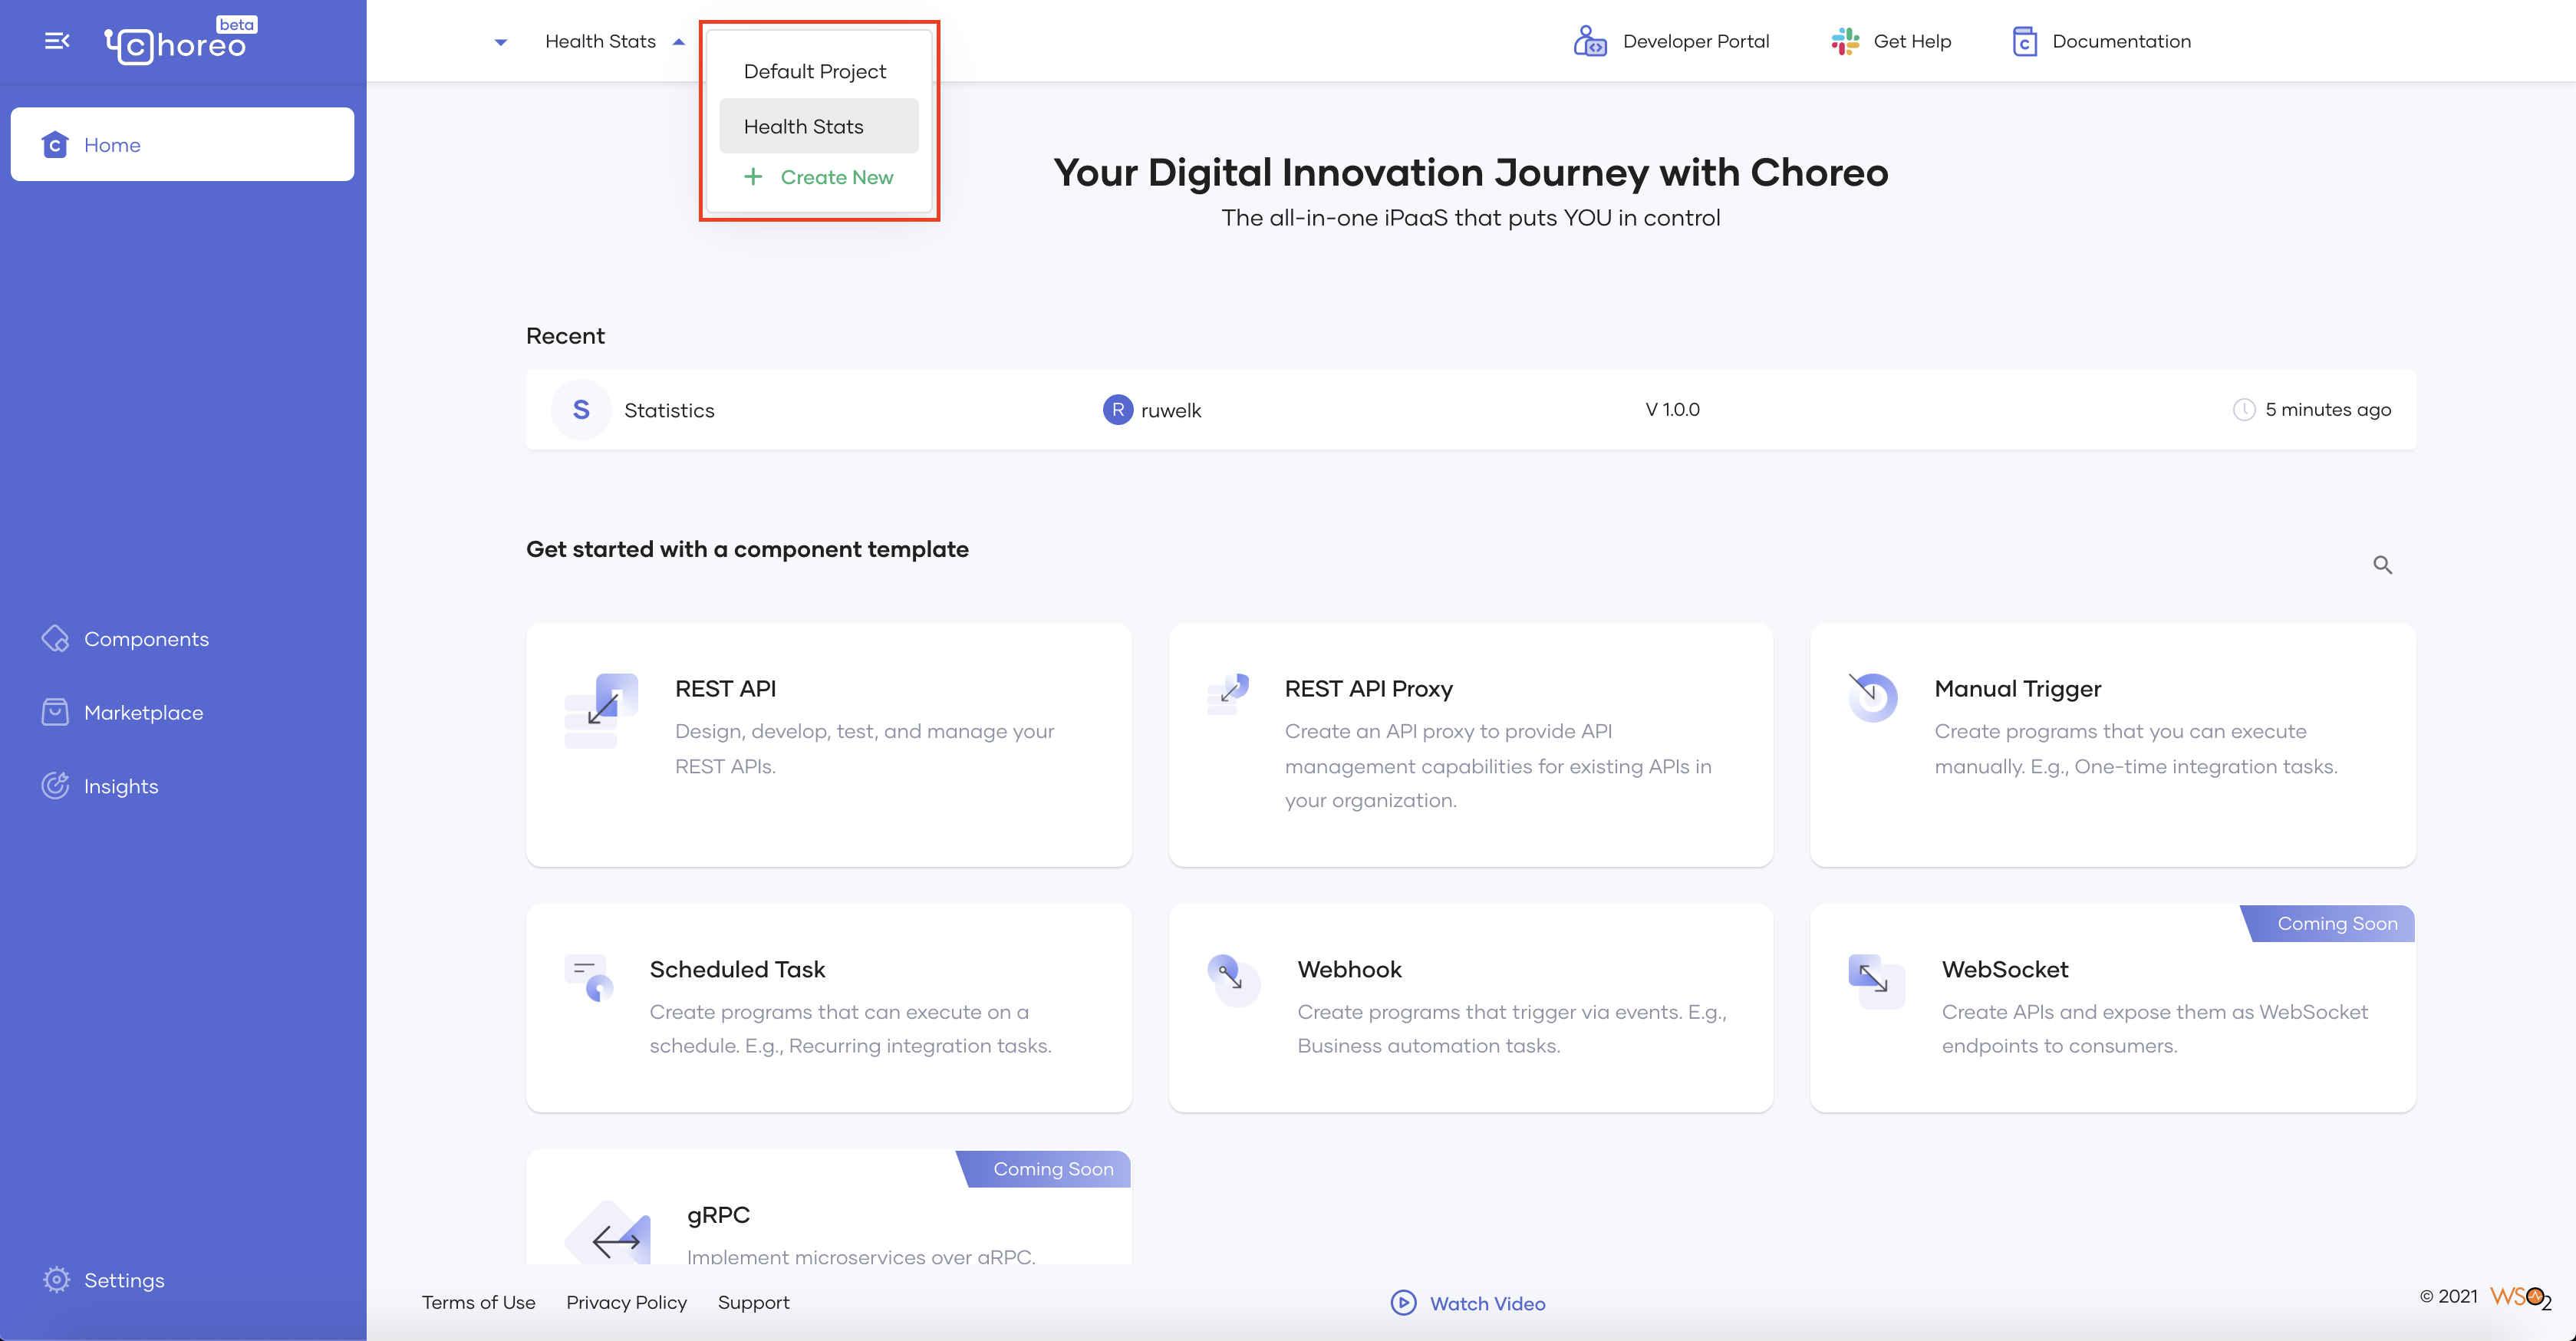 Choreo
beta
Health Stats
Developer Portal
Get Help
Documentation
Default Project
Health Stats
+ Create New
Home
Components
Marketplace
Insights
Settings
Your Digital Innovation Journey with Choreo
The all-in-one iPaaS that puts YOU in control
Recent
S Statistics
R ruwelk
V 1.0.0
5 minutes ago
Get started with a component template
REST API
Design, develop, test, and manage your
REST APIs.
REST API Proxy
Create an API proxy to provide API
management capabilities for existing APIs in
your organization.
Manual Trigger
Create programs that you can execute
manually. E.g., One-time integration tasks.
Scheduled Task
Create programs that can execute on a
schedule. E.g., Recurring integration tasks.
Webhook
Create programs that trigger via events. E.g.,
Business automation tasks.
Coming Soon
WebSocket
Create APIs and expose them as WebSocket
endpoints to consumers.
Coming Soon
gRPC
Implement microservices over gRPC.
Terms of Use
Privacy Policy
Support
Watch Video
© 2021 WSO2